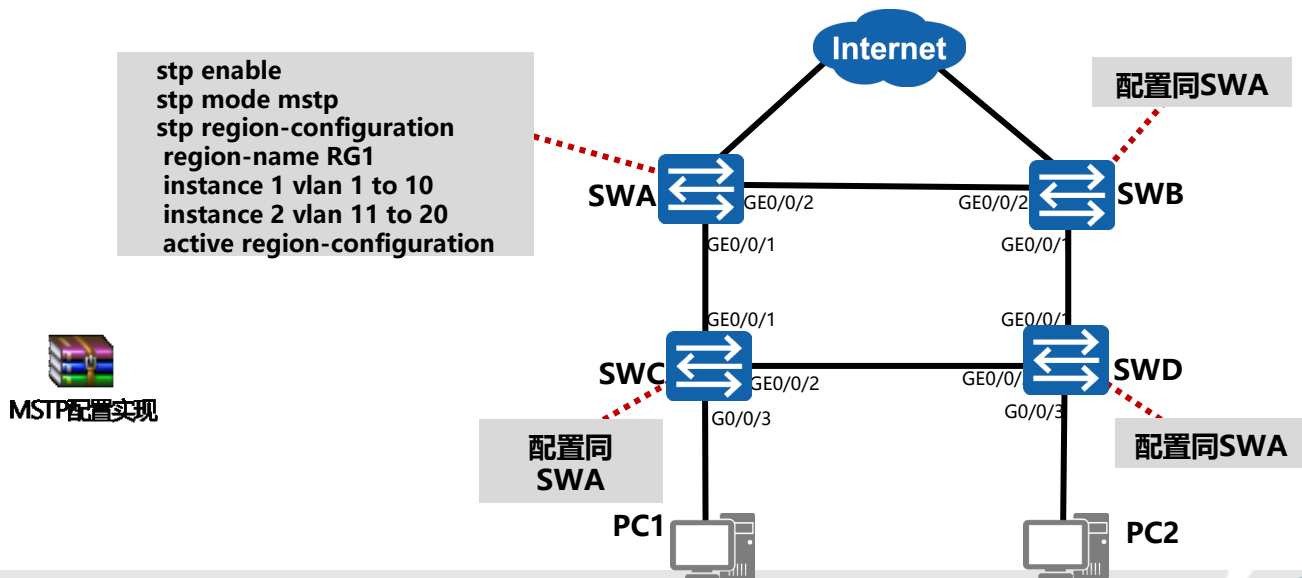 Internet
stp enable
stp mode mstp
stp region-configuration
region-name RG1
instance 1 vlan 1 to 10
instance 2 vlan 11 to 20
active region-configuration
配置同SWA
SWA
GE0/0/2
GE0/0/2
SWB
GE0/0/1
GE0/0/1
GE0/0/1
GE0/0/1
MSTP配置实现
SWC
GE0/0/2
GE0/0/
SWD
G0/0/3
G0/0/3
配置同
SWA
配置同SWA
PC1
PC2